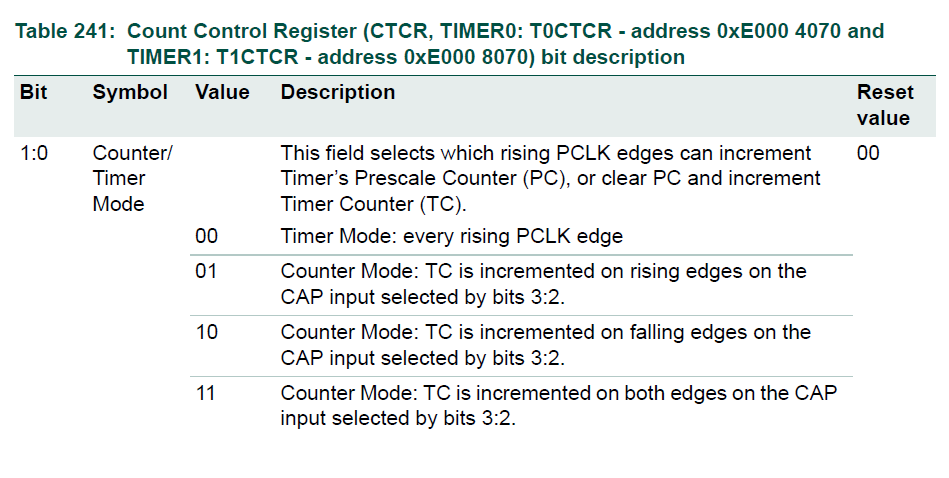 Table 241: Count Control Register (CTCR, TIMER0: T0CTCR - address 0xE000 4070 and
TIMER1: T1CTCR - address 0xE000 8070) bit description
Bit Symbol Value Description Reset
value
1:0 Counter/ This field selects which rising PCLK edges can increment 00
Timer Timer’s Prescale Counter (PC), or clear PC and increment
Mode Timer Counter (TC).
00 Timer Mode: every rising PCLK edge
01 Counter Mode: TC is incremented on rising edges on the
CAP input selected by bits 3:2.
10 Counter Mode: TC is incremented on falling edges on the
CAP input selected by bits 3:2.
11 Counter Mode: TC is incremented on both edges on the CAP
input selected by bits 3:2.